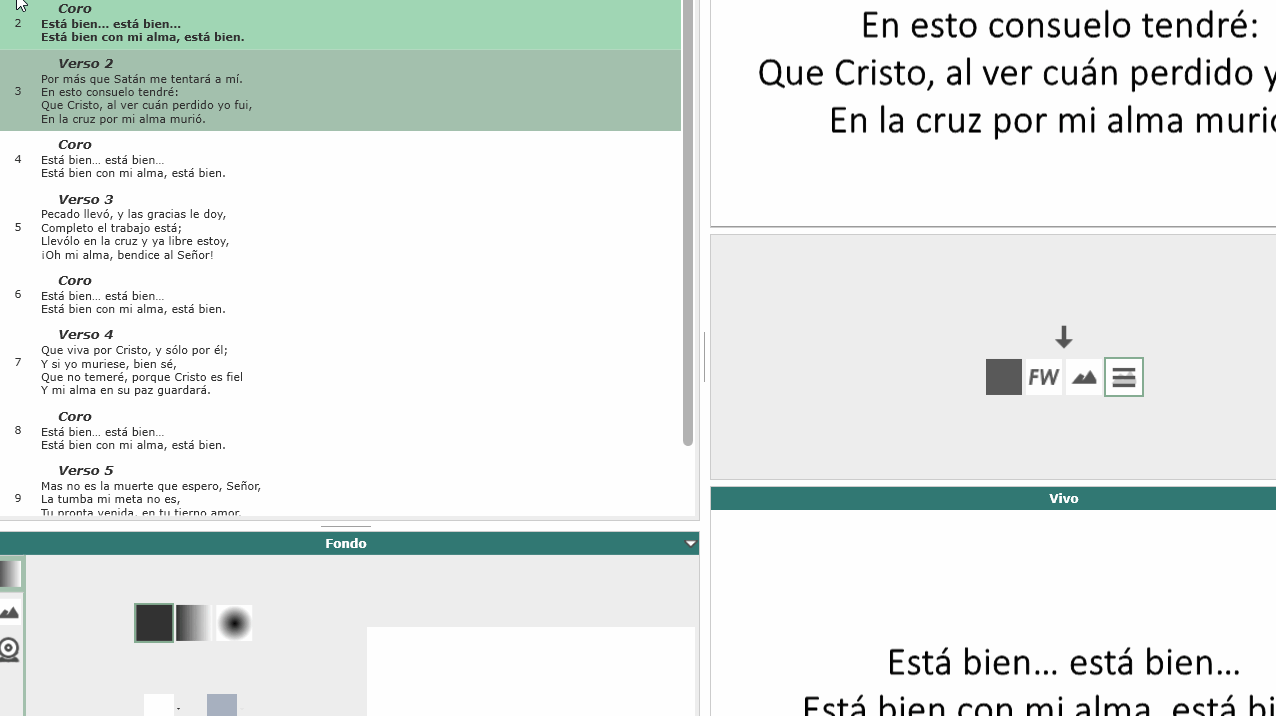 Coro
2
Está bien... está bien...
Está bien con mi alma, está bien.
Verso 2
Por más que Satán me tentará a mí.
3
En esto consuelo tendré:
Que Cristo, al ver cuán perdido yo fui,
En la cruz por mi alma murió.
Coro
4
Está bien... está bien...
Está bien con mi alma, está bien.
Verso 3
Pecado llevó, y las gracias le doy,
5
Completo el trabajo está;
Llevólo en la cruz y ya libre estoy,
¡Oh mi alma, bendice al Señor!
Coro
6
Está bien... está bien...
Está bien con mi alma, está bien.
Verso 4
Que viva por Cristo, y sólo por él;
7
Y si yo muriese, bien sé,
Que no temeré, porque Cristo es fiel
Y mi alma en su paz guardará.
Coro
8
Está bien... está bien...
Está bien con mi alma, está bien.
Verso 5
Mas no es la muerte que espero, Señor,
9
La tumba mi meta no es,
Tu pronta venida, en tu tierno amor,
Fondo
En esto consuelo tendré:
Que Cristo, al ver cuán perdido y
En la cruz por mi alma murió
FW
Vivo
Está bien... está bien...
Está bien con mi alma, está bi